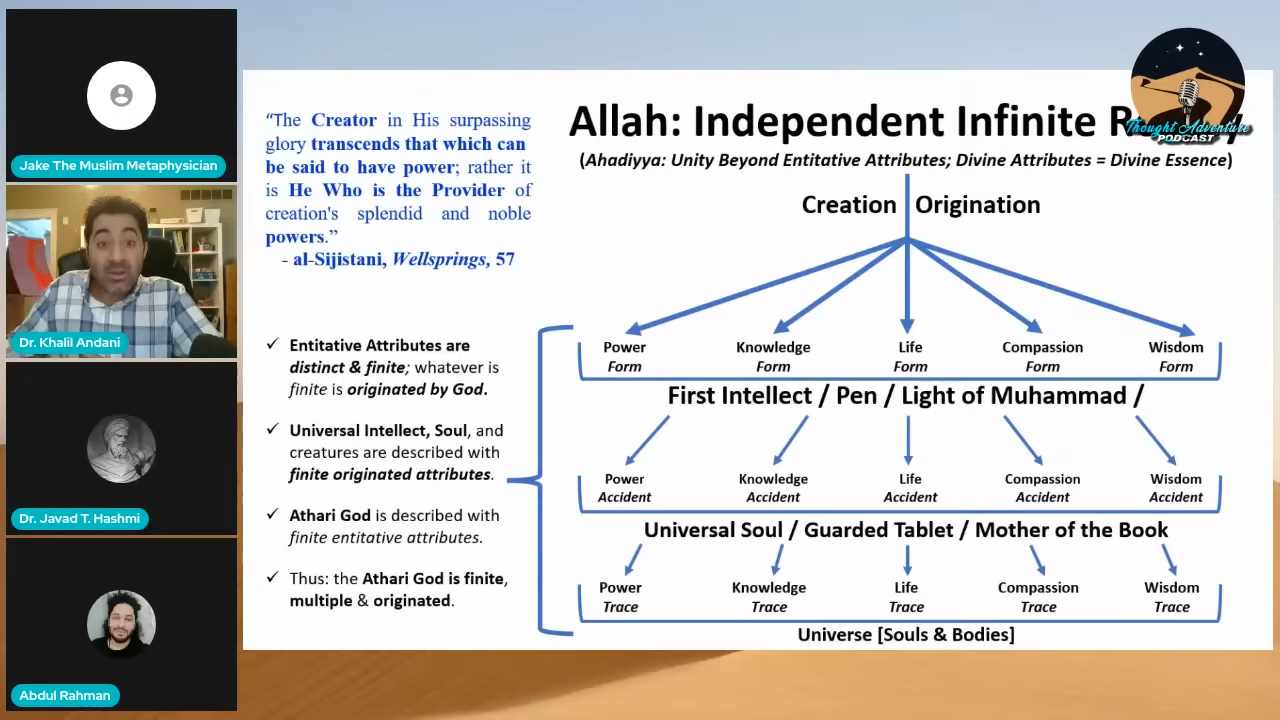 Jake The Muslim Metaphysician
Dr. Khalil Andani
Dr. Javad T. Hashmi
Abdul Rahman
“The Creator in His surpassing
glory transcends that which can
be said to have power; rather it
is He Who is the Provider of
creation's splendid and noble
powers.”
- al-Sijistani, Wellsprings, 57
✓ Entitative Attributes are
distinct & finite; whatever is
finite is originated by God.
✓ Universal Intellect, Soul, and
creatures are described with
finite originated attributes.
✓ Athari God is described with
finite entitative attributes.
✓ Thus: the Athari God is finite,
multiple & originated.
Allah: Independent Infinite
(Ahadiyya: Unity Beyond Entitative Attributes; Divine Attributes = Divine Essence)
Creation Origination
Power Knowledge Life Compassion Wisdom
Form Form Form Form Form
First Intellect / Pen / Light of Muhammad /
Power Knowledge Life Compassion Wisdom
Accident Accident Accident Accident Accident
Universal Soul / Guarded Tablet / Mother of the Book
Power Knowledge Life Compassion Wisdom
Trace Trace Trace Trace Trace
Universe [Souls & Bodies]
Thought Adventure
PODCAST